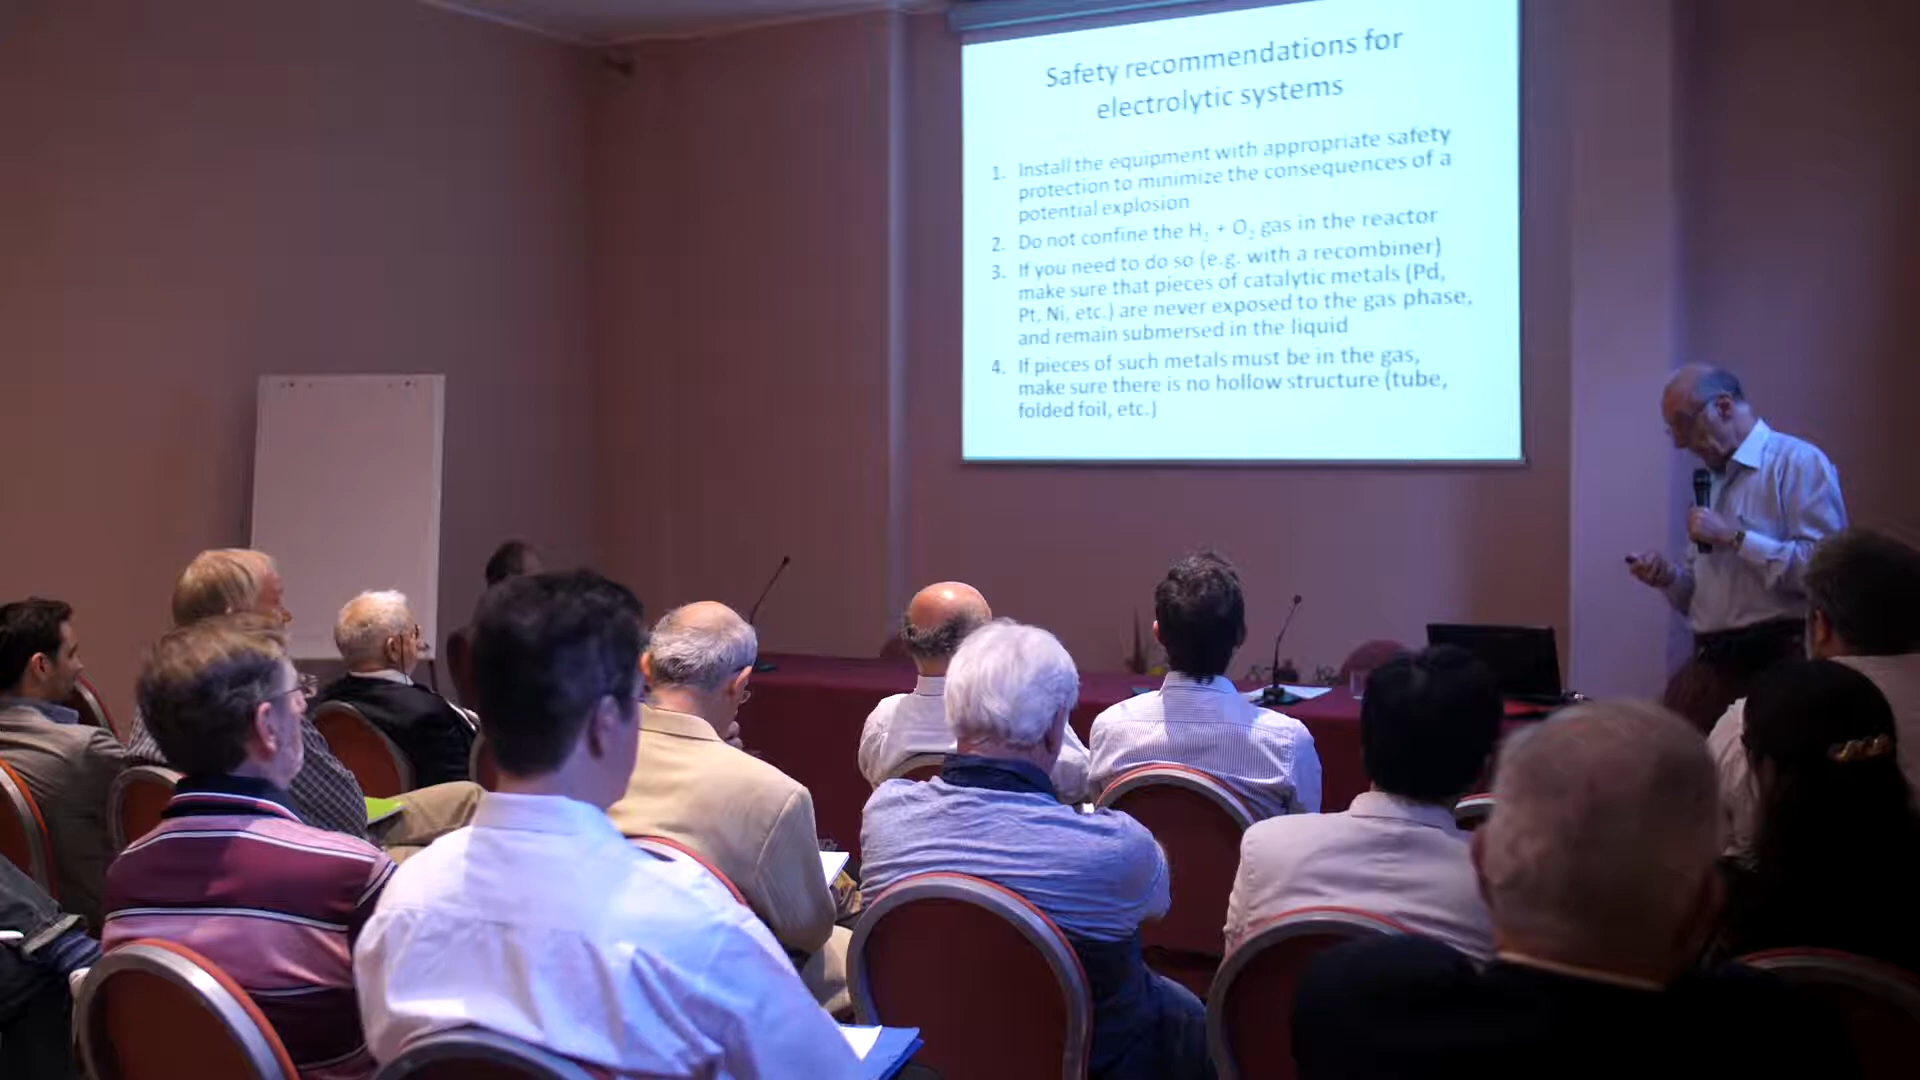 Safety recommendations for
electrolytic systems
1. Install the equipment with appropriate safety
protection to minimize the consequences of a
potential explosion
2. Do not confine the H₂ + O₂ gas in the reactor
3. If you need to do so (e.g. with a recombiner)
make sure that pieces of catalytic metals (Pd,
Pt, Ni, etc.) are never exposed to the gas phase,
and remain submersed in the liquid
4. If pieces of such metals must be in the gas,
make sure there is no hollow structure (tube,
folded foil, etc.)